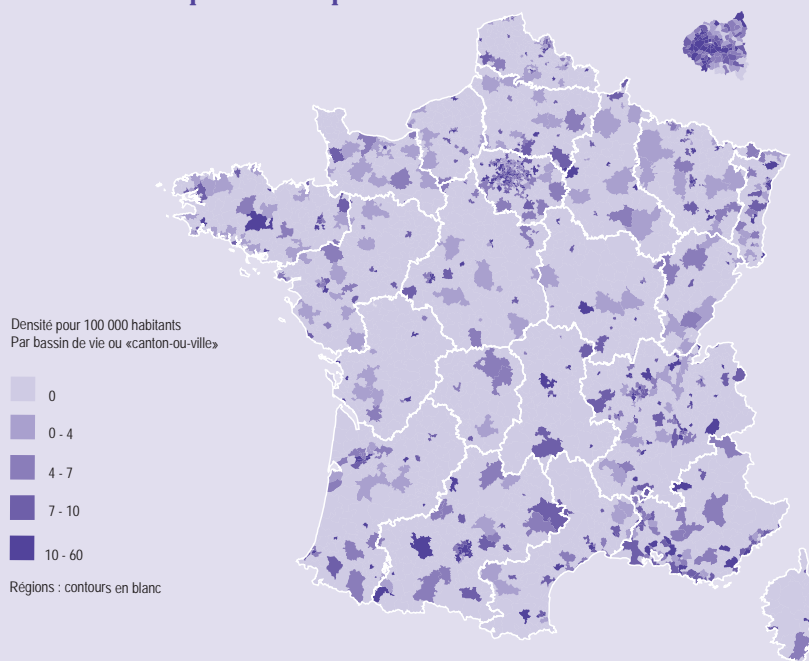 Densité pour 100 000 habitants
Par bassin de vie ou «canton-ou-ville»
0
0 - 4
4 - 7
7 - 10
10 - 60
Régions : contours en blanc